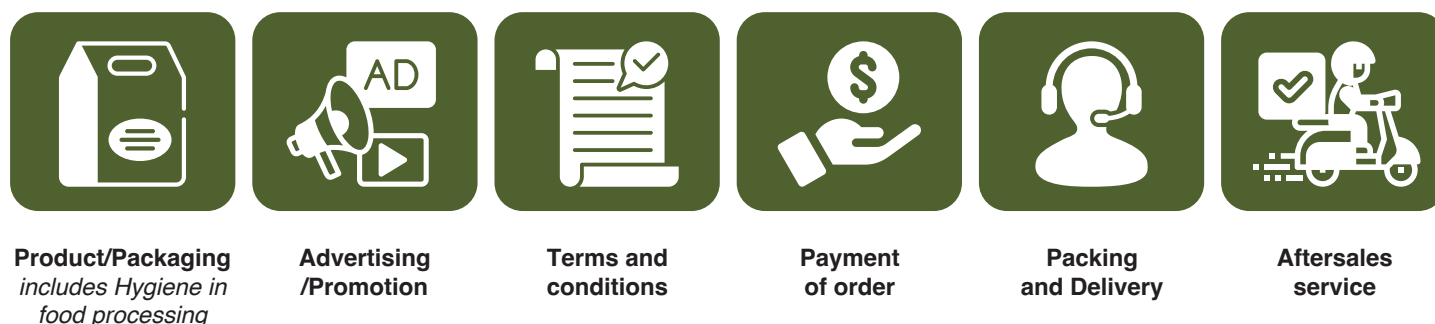 AD
$
Product/Packaging
includes Hygiene in
food processing
Advertising
/Promotion
Terms and
conditions
Payment
of order
Packing
and Delivery
Aftersales
service